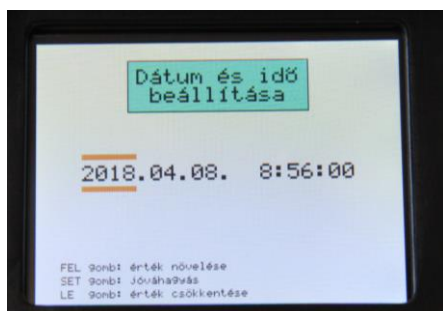 Dátum és idő
beállítása
2018.04.08. 8:56:00
FEL gomb: érték növelése
SET gomb: jóváhagyás
LE gomb: érték csökkentése